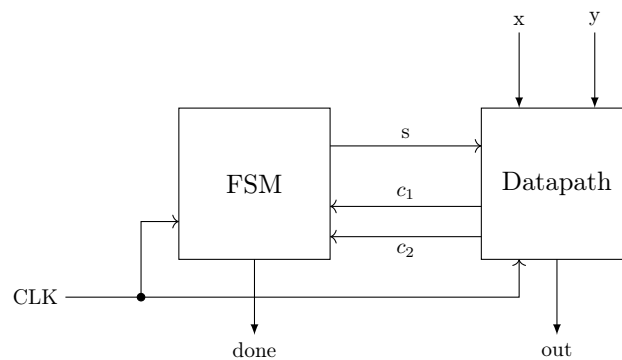 x y
s
FSM
Datapath
c₁
c₂
CLK
done
out